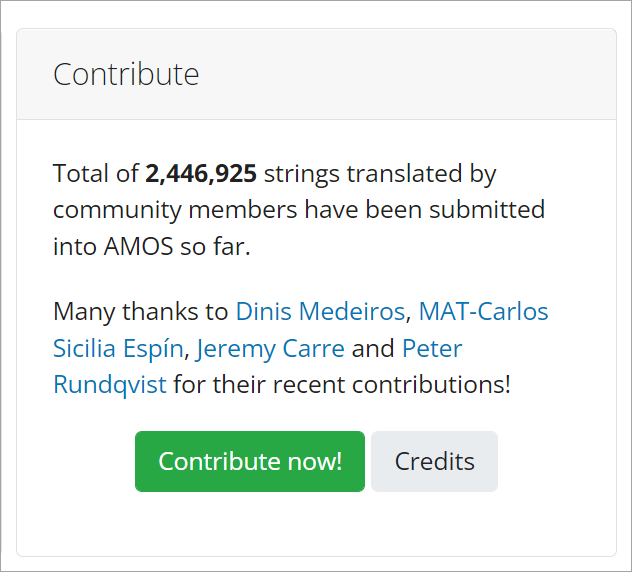 Contribute
Total of 2,446,925 strings translated by
community members have been submitted
into AMOS so far.
Many thanks to Dinis Medeiros, MAT-Carlos
Sicilia Espín, Jeremy Carre and Peter
Rundqvist for their recent contributions!
Contribute now! Credits